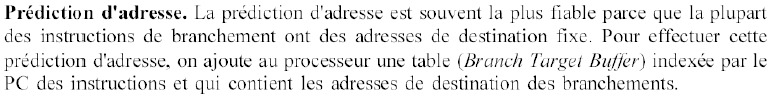 Prédiction d'adresse. La prédiction d'adresse est souvent la plus fiable parce que la plupart
des instructions de branchement ont des adresses de destination fixe. Pour effectuer cette
prédiction d'adresse, on ajoute au processeur une table (Branch Target Buffer) indexée par le
PC des instructions et qui contient les adresses de destination des branchements.